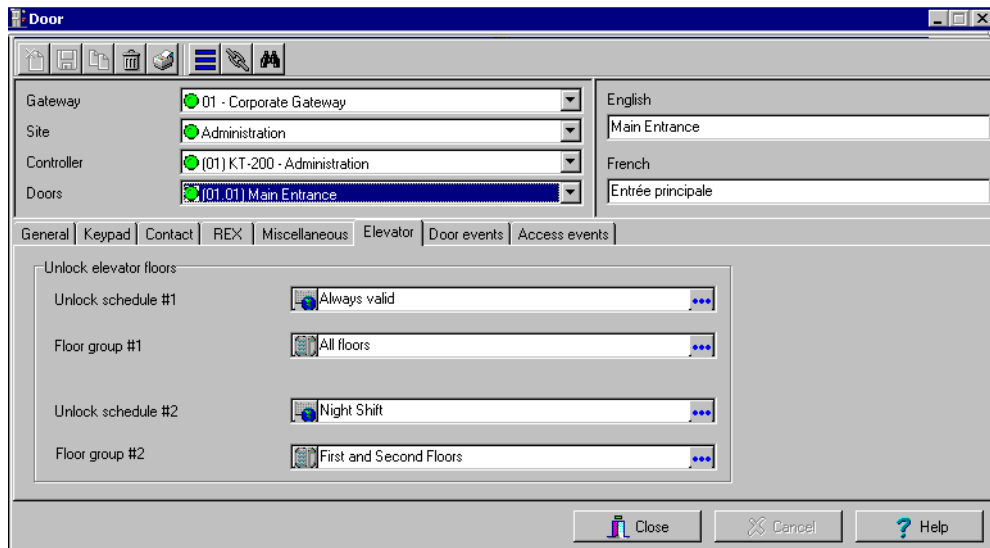 Door
Gateway
01 - Corporate Gateway
Site
Administration
Controller
(01) KT-200 - Administration
Doors
(01.01) Main Entrance
English
Main Entrance
French
Entrée principale
General Keypad Contact REX Miscellaneous Elevator Door events Access events
Unlock elevator floors
Unlock schedule #1
Always valid
Floor group #1
All floors
Unlock schedule #2
Night Shift
Floor group #2
First and Second Floors
Close Cancel Help